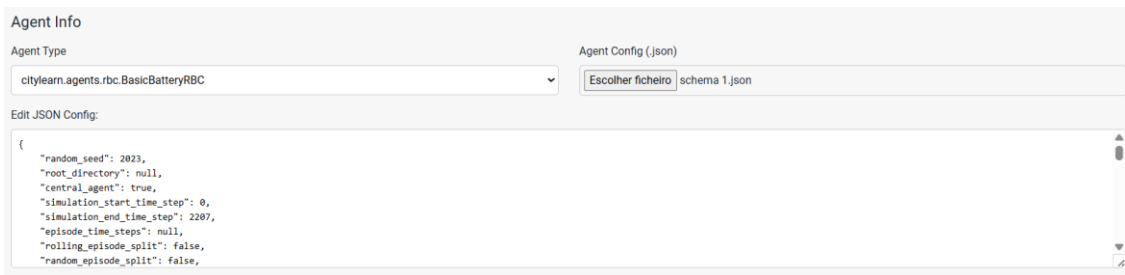 Agent Info
Agent Type
citylearn.agents.rbc.BasicBatteryRBC
Agent Config (.json)
Escolher ficheiro schema 1.json
Edit JSON Config:
{
    "random_seed": 2023,
    "root_directory": null,
    "central_agent": true,
    "simulation_start_time_step": 0,
    "simulation_end_time_step": 2207,
    "episode_time_steps": null,
    "rolling_episode_split": false,
    "random_episode_split": false,